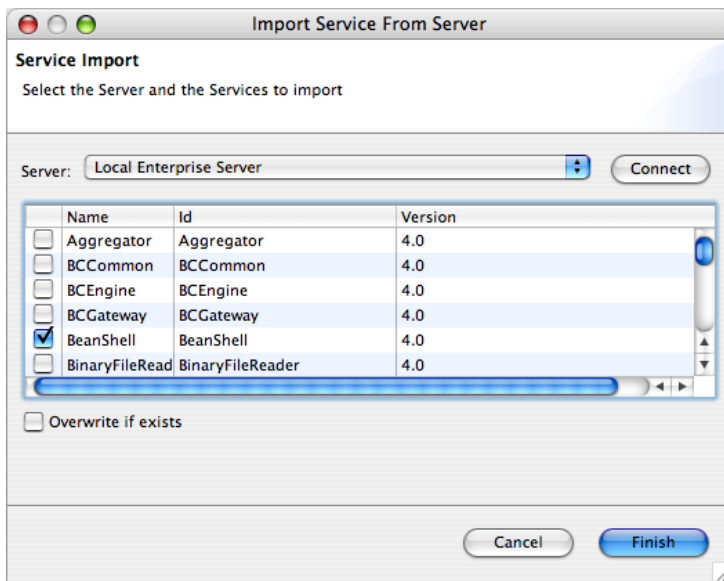 Import Service From Server
Service Import
Select the Server and the Services to import
Server: Local Enterprise Server Connect
Name Id Version
Aggregator Aggregator 4.0
BCCommon BCCommon 4.0
BCEngine BCEngine 4.0
BCGateway BCGateway 4.0
BeanShell BeanShell 4.0
BinaryFileRead BinaryFileReader 4.0
Overwrite if exists
Cancel Finish